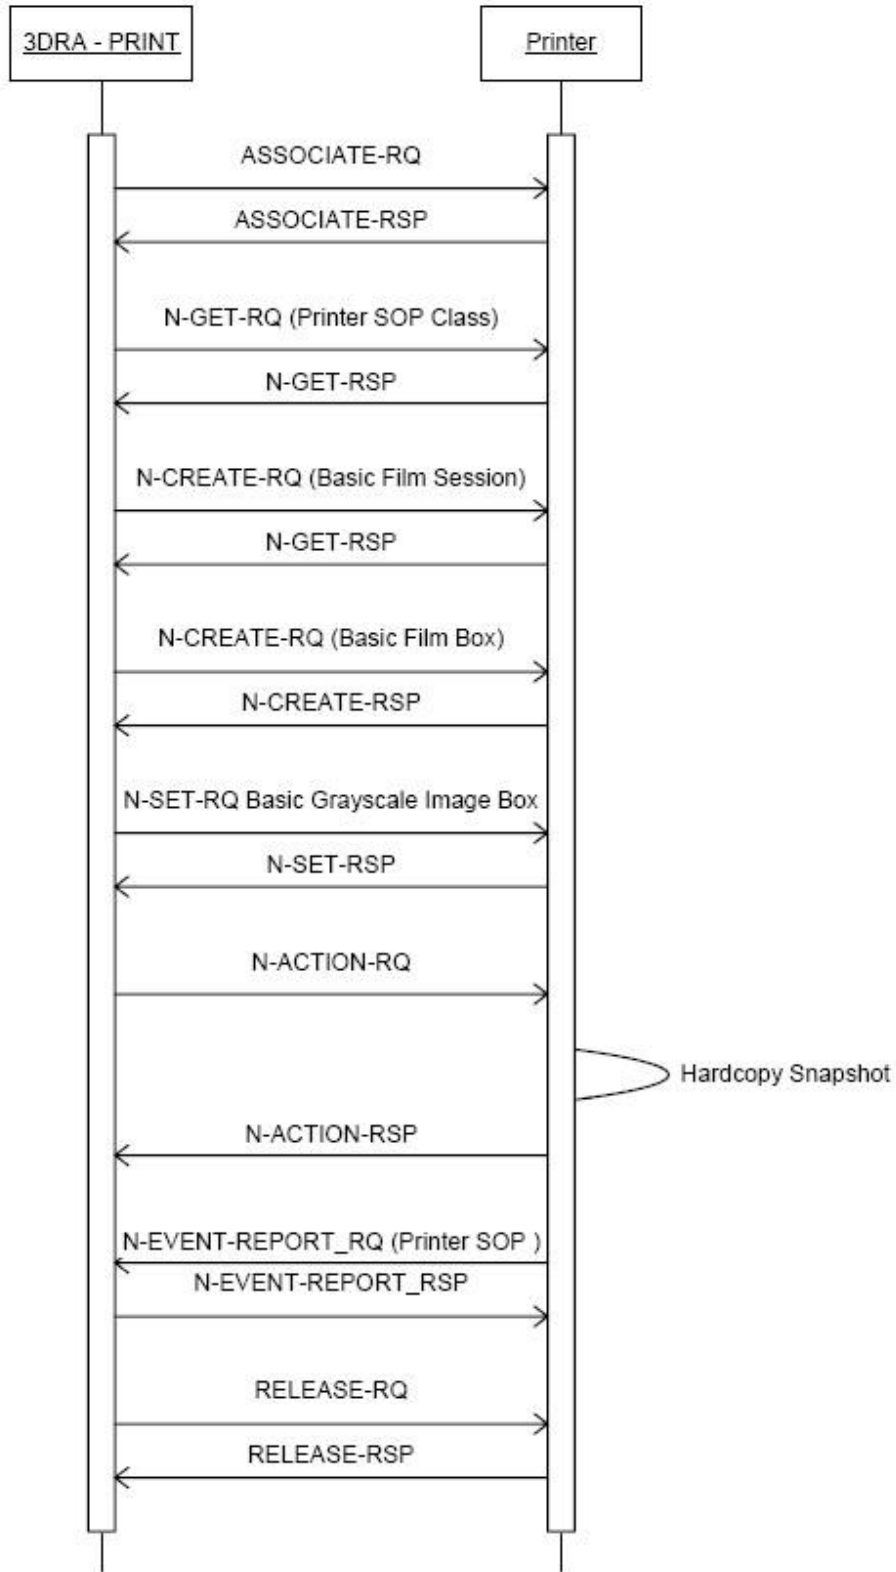 3DRA - PRINT
Printer
ASSOCIATE-RQ
ASSOCIATE-RSP
N-GET-RQ (Printer SOP Class)
N-GET-RSP
N-CREATE-RQ (Basic Film Session)
N-GET-RSP
N-CREATE-RQ (Basic Film Box)
N-CREATE-RSP
N-SET-RQ Basic Grayscale Image Box
N-SET-RSP
N-ACTION-RQ
Hardcopy Snapshot
N-ACTION-RSP
N-EVENT-REPORT_RQ (Printer SOP )
N-EVENT-REPORT_RSP
RELEASE-RQ
RELEASE-RSP